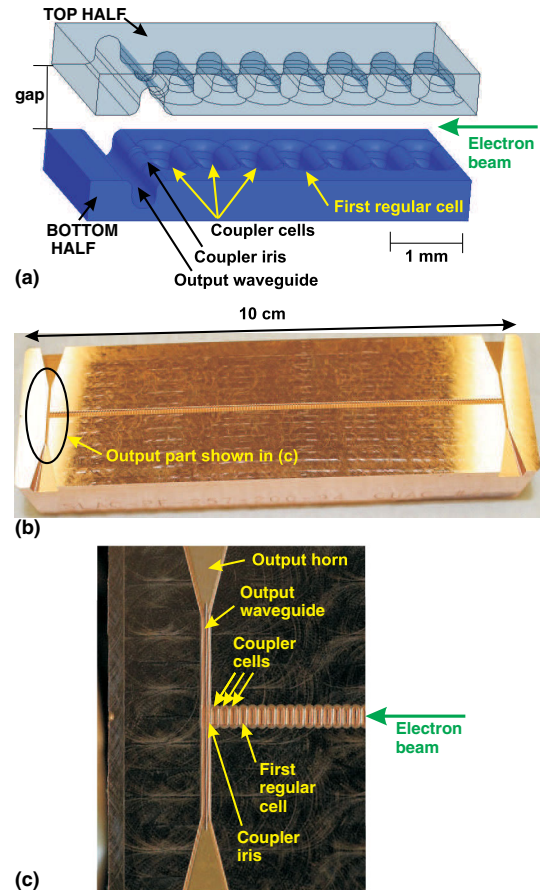 TOP HALF
gap
Electron
beam
First regular cell
Coupler cells
BOTTOM
HALF
Coupler iris
Output waveguide
1 mm
(a)
10 cm
Output part shown in (c)
(b)
Output horn
Output
waveguide
Coupler
cells
Electron
beam
First
regular
cell
Coupler
iris
(c)